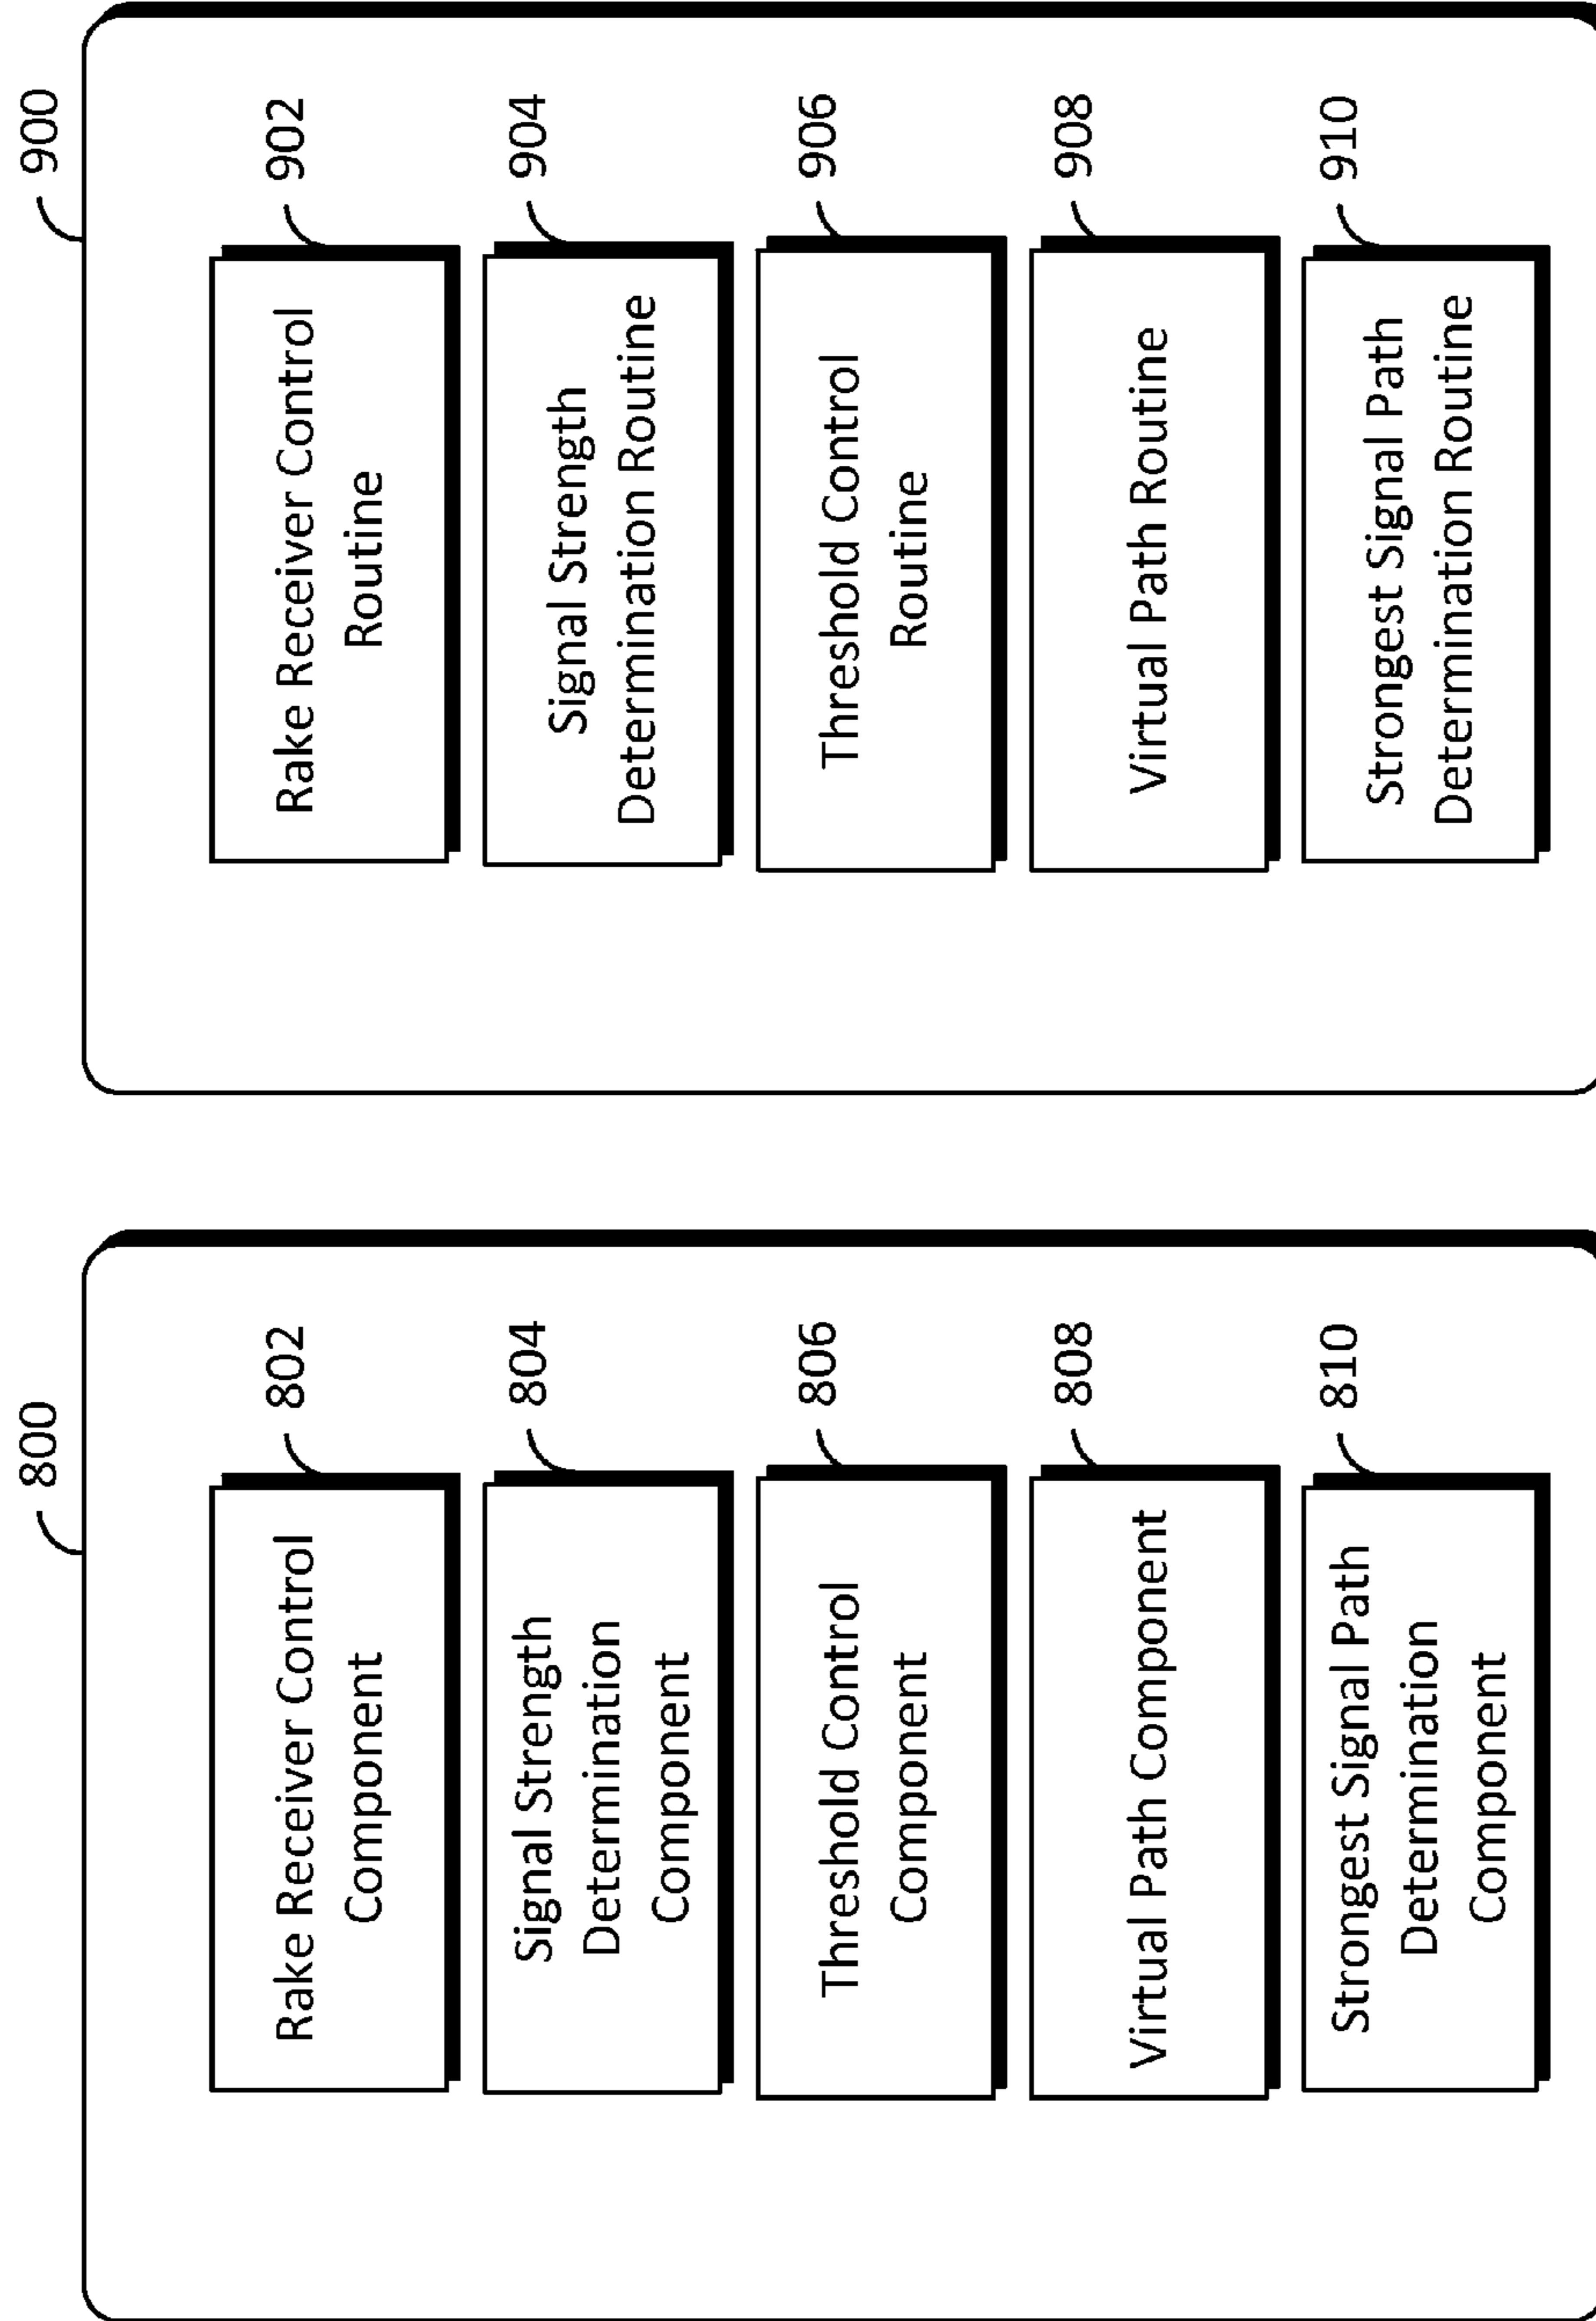 800
Rake Receiver Control
Component
802
Signal Strength
Determination
Component
804
Threshold Control
Component
806
Virtual Path Component
808
Strongest Signal Path
Determination
Component
810
900
Rake Receiver Control
Routine
902
Signal Strength
Determination Routine
904
Threshold Control
Routine
906
Virtual Path Routine
908
Strongest Signal Path
Determination Routine
910